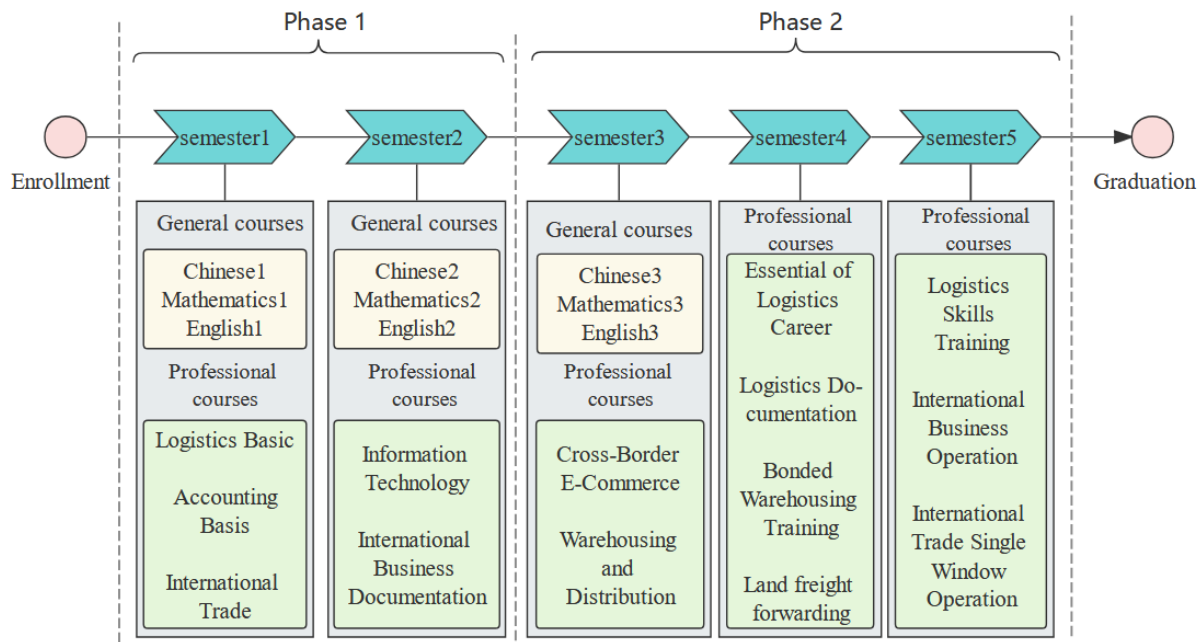 Phase 1
Phase 2
semester1
semester2
semester3
semester4
semester5
Enrollment
Graduation
General courses
Chinese1
Mathematics1
English1
Professional
courses
Logistics Basic
Accounting
Basis
International
Trade
General courses
Chinese2
Mathematics2
English2
Professional
courses
Information
Technology
International
Business
Documentation
General courses
Chinese3
Mathematics3
English3
Professional
courses
Cross-Border
E-Commerce
Warehousing
and
Distribution
Professional
courses
Essential of
Logistics
Career
Logistics Do-
cumentation
Bonded
Warehousing
Training
Land freight
forwarding
Professional
courses
Logistics
Skills
Training
International
Business
Operation
International
Trade Single
Window
Operation